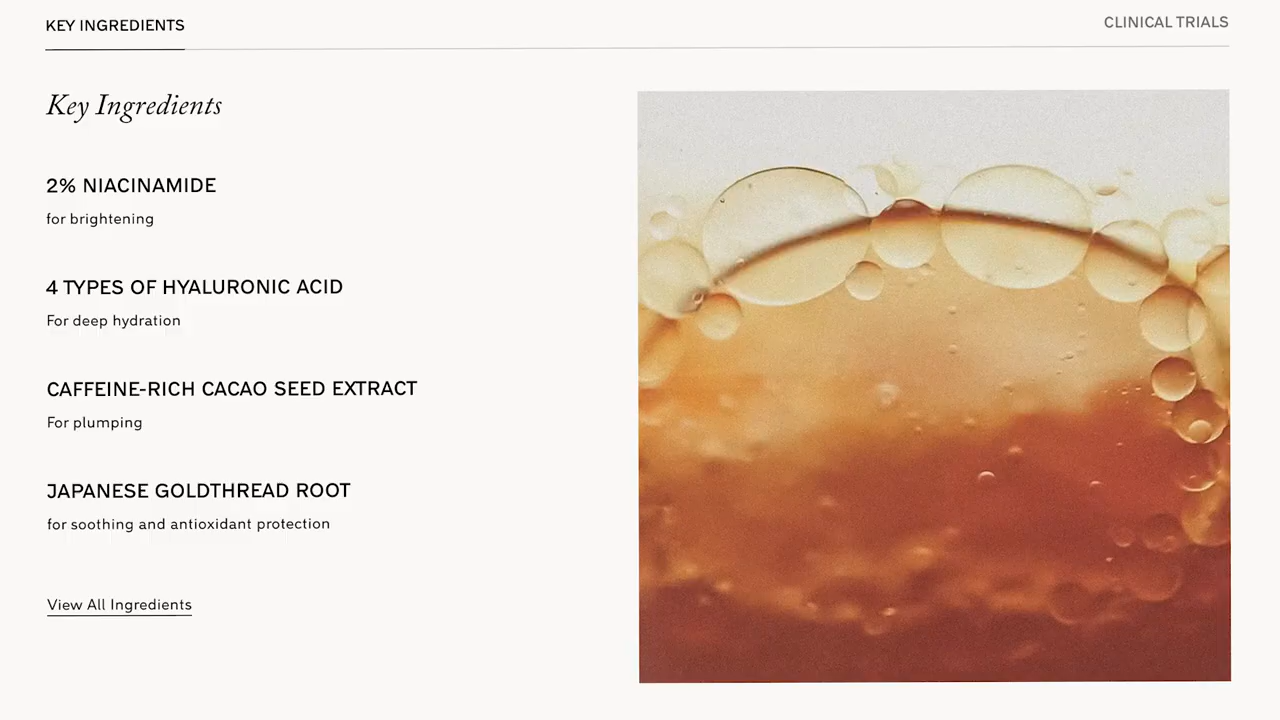 KEY INGREDIENTS
CLINICAL TRIALS
Key Ingredients
2% NIACINAMIDE
for brightening
4 TYPES OF HYALURONIC ACID
For deep hydration
CAFFEINE-RICH CACAO SEED EXTRACT
For plumping
JAPANESE GOLDTHREAD ROOT
for soothing and antioxidant protection
View All Ingredients